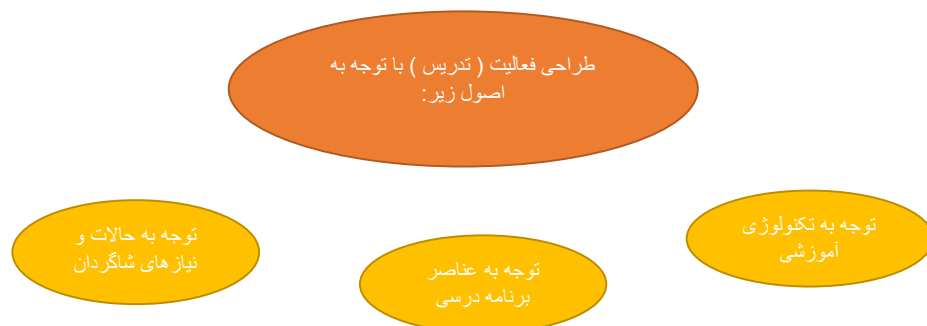 طراحی فعالیت ( تدریس ) با توجه به
اصول زیر:
توجه به تکنولوژی
آموزشی
توجه به عناصر
برنامه درسی
توجه به حالات و
نیازهای شاگردان